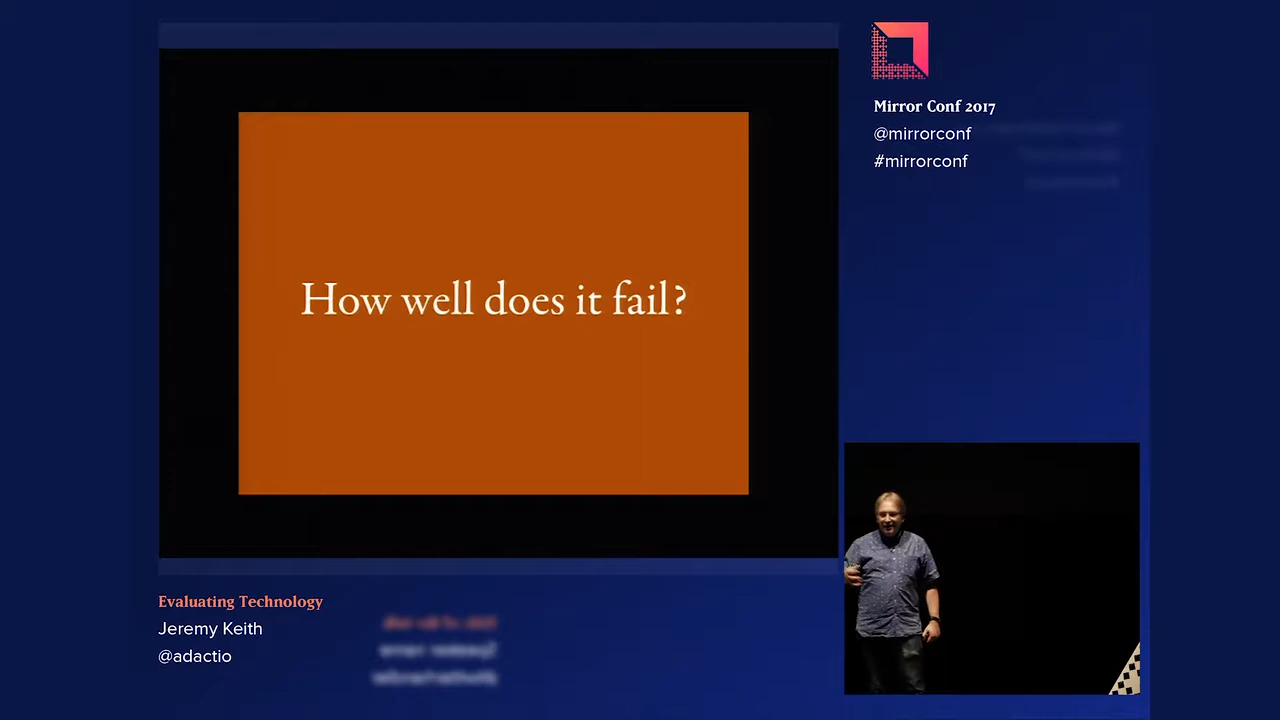 How well does it fail?
Mirror Conf 2017
@mirrorconf
#mirrorconf
Evaluating Technology
Jeremy Keith
@adactio